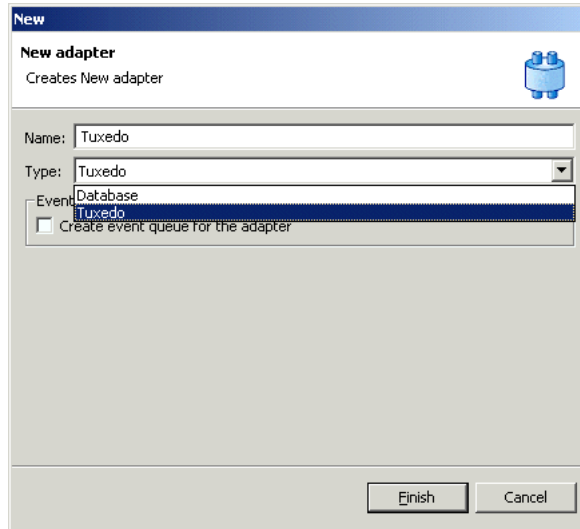 New
New adapter
Creates New adapter
Name: Tuxedo
Type: Tuxedo
Database
Event
Tuxedo
Create event queue for the adapter
Finish
Cancel